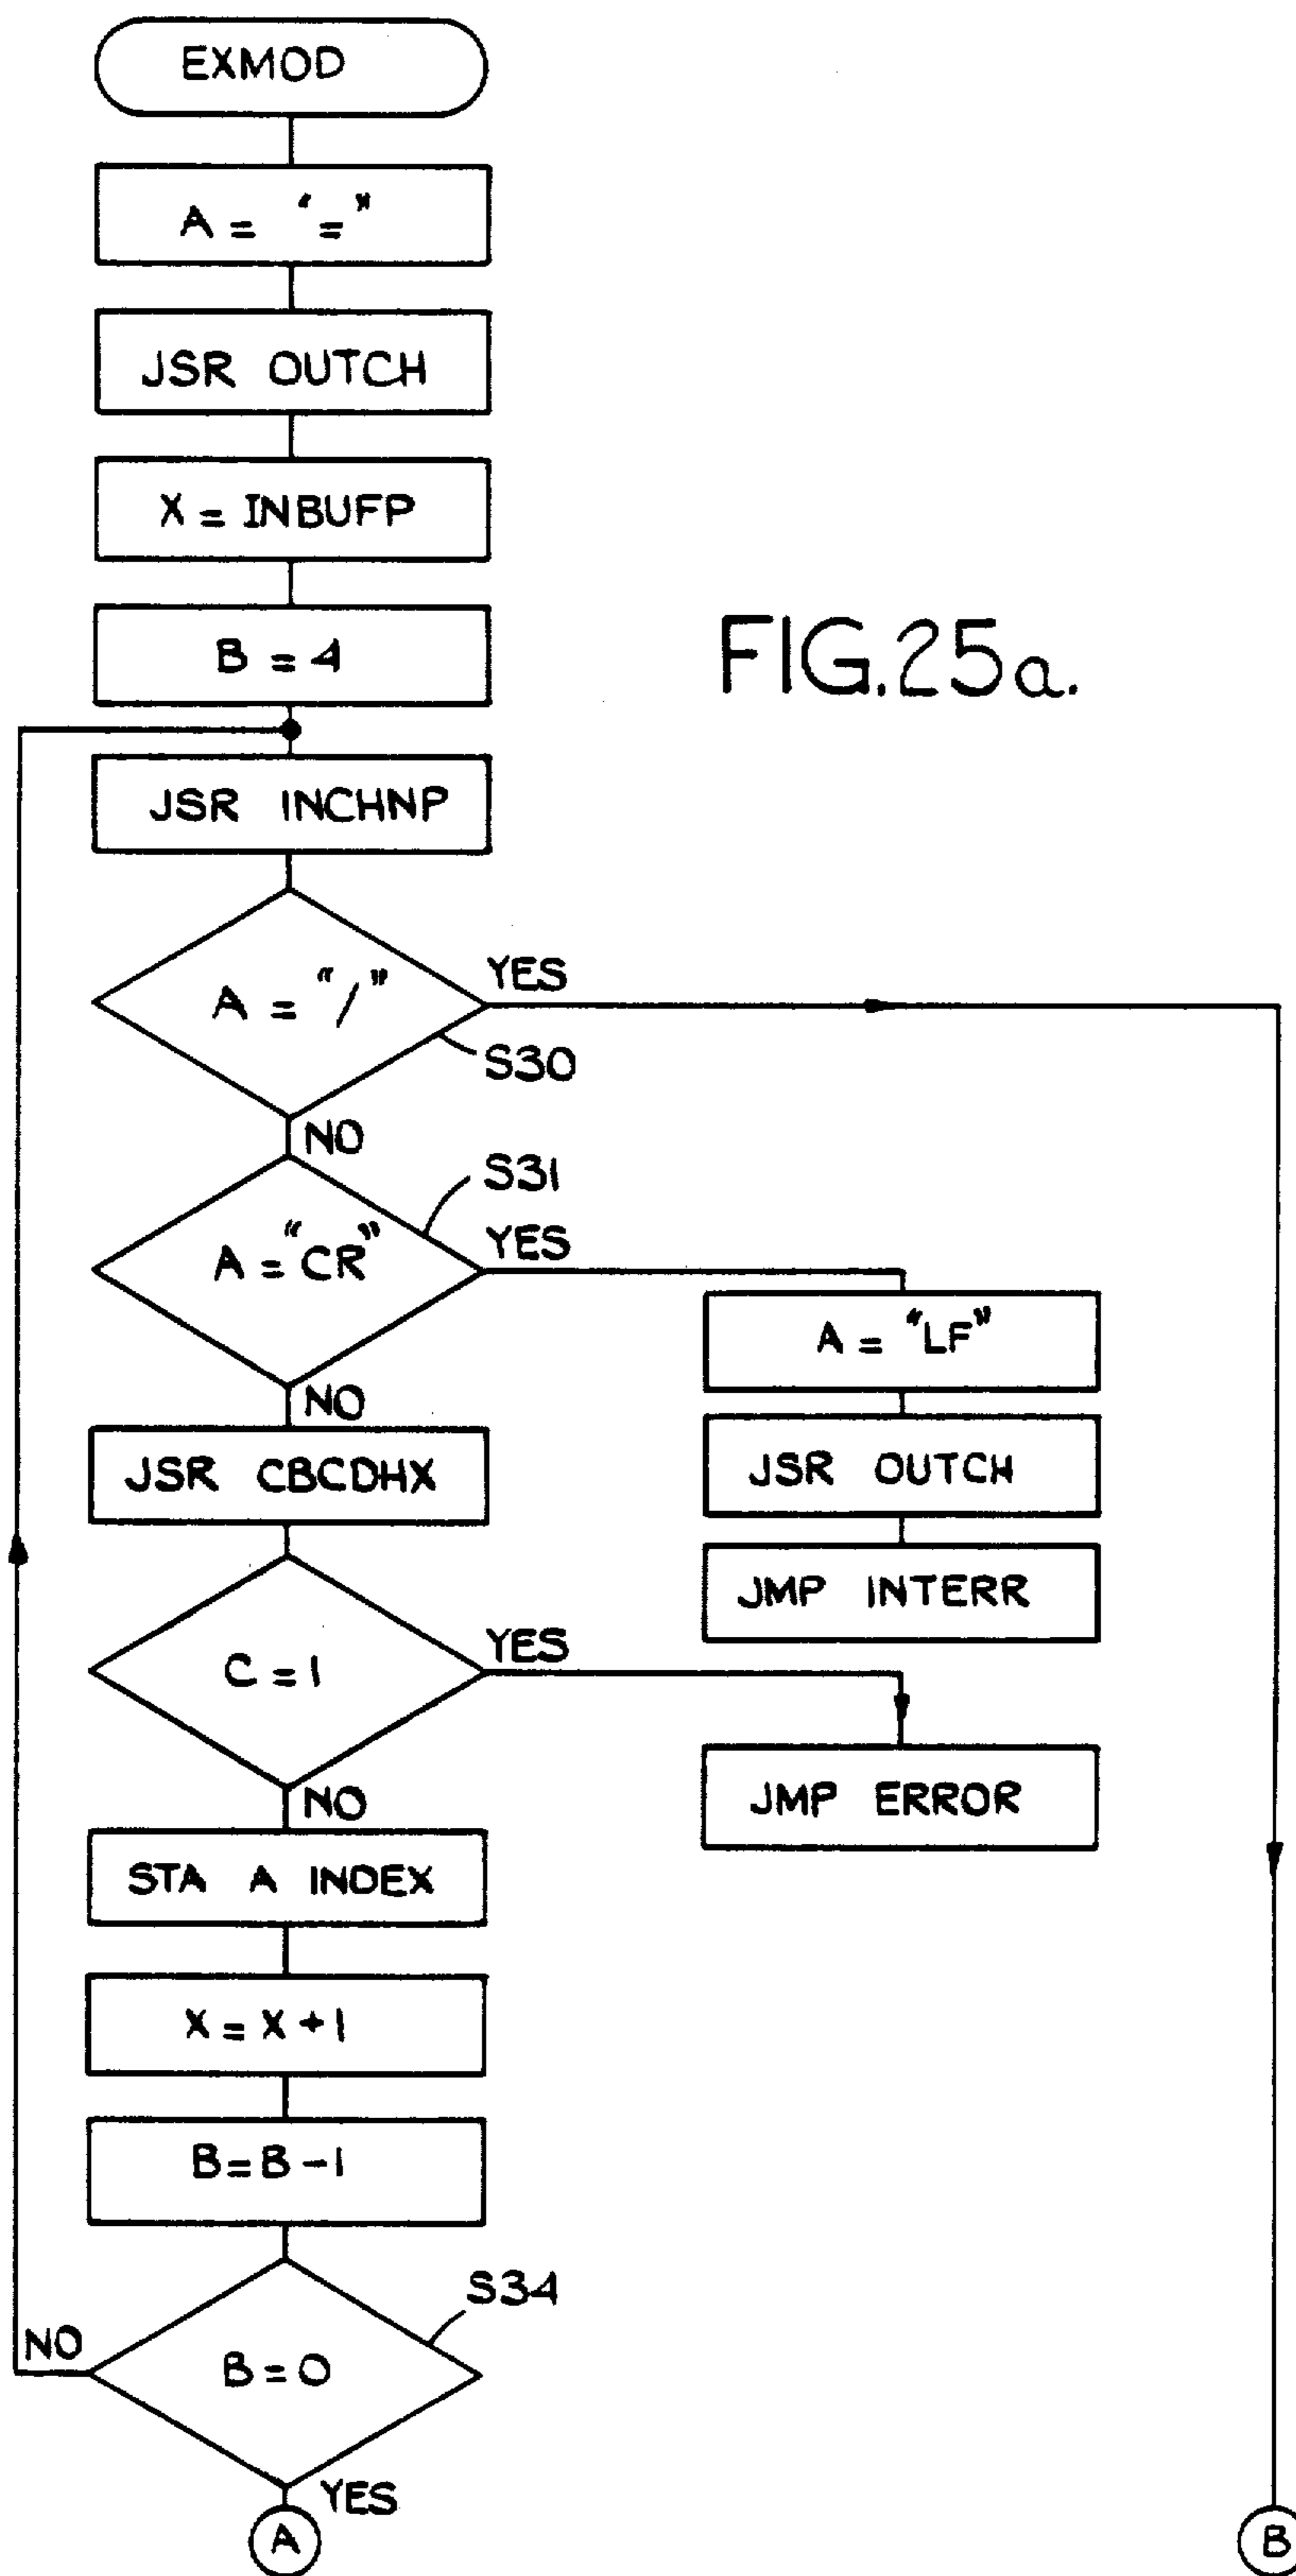 EXMOD
A = "="
JSR OUTCH
X = INBUFP
B = 4
FIG. 25a.
JSR INCHNP
A = "/"
YES
S30
NO
S31
A = "CR"
YES
A = "LF"
NO
JSR CBCDHX
JSR OUTCH
JMP INTERR
C = 1
YES
JMP ERROR
NO
STA A INDEX
X = X + 1
B = B - 1
S34
NO
B = 0
YES
A
B